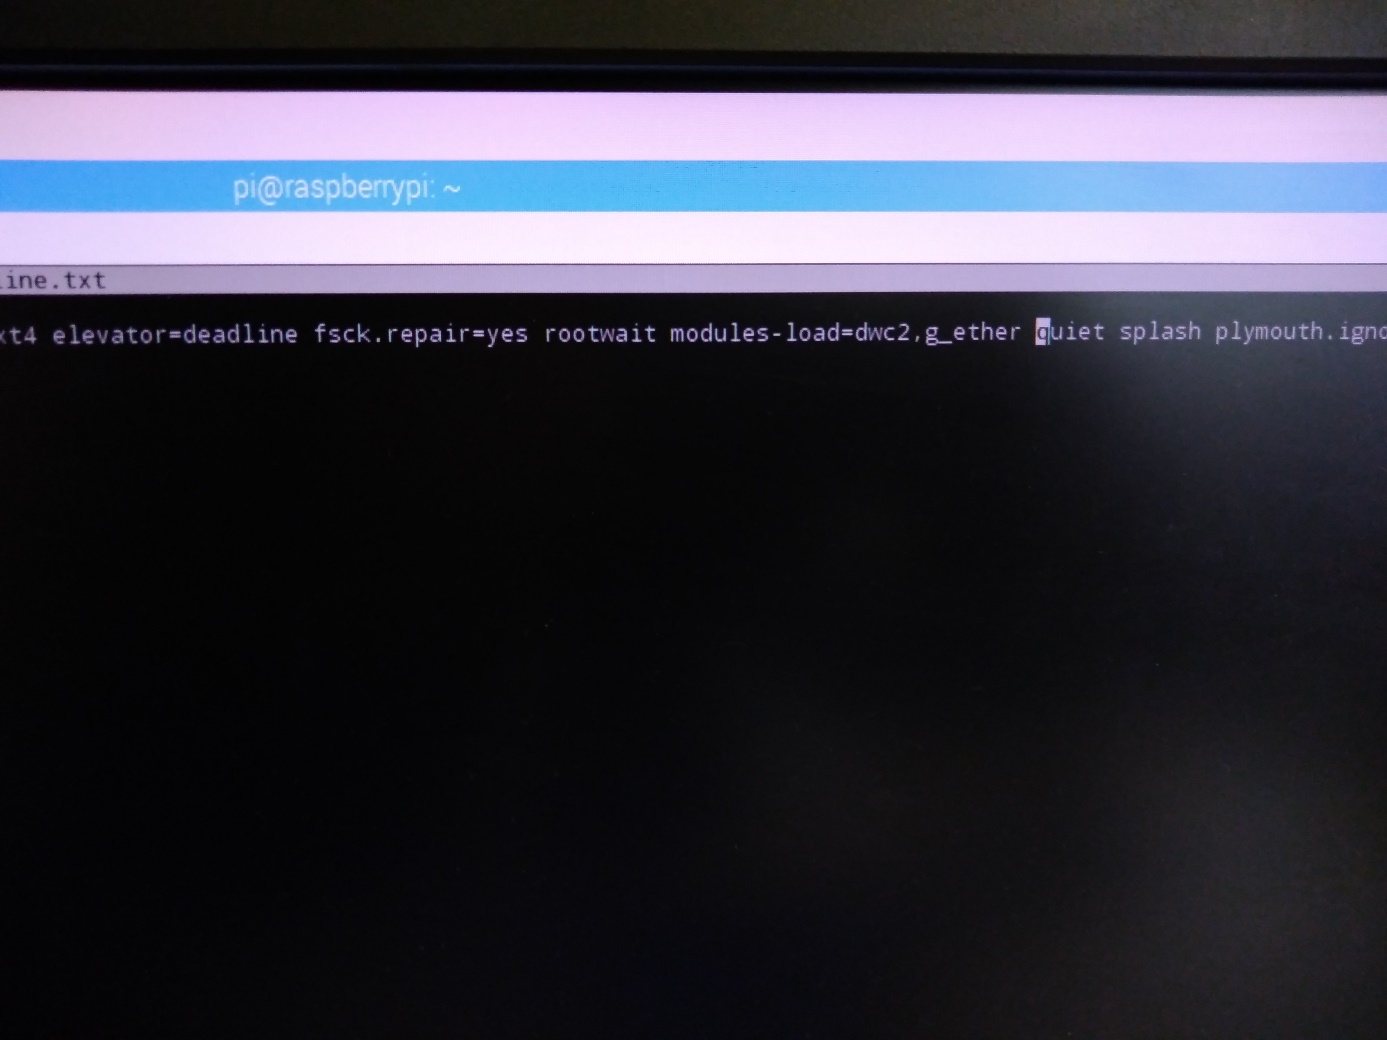 pi@raspberrypi: ~
ine.txt
xt4 elevator=deadline fsck.repair=yes rootwait modules-load=dwc2,g_ether quiet splash plymouth.igno